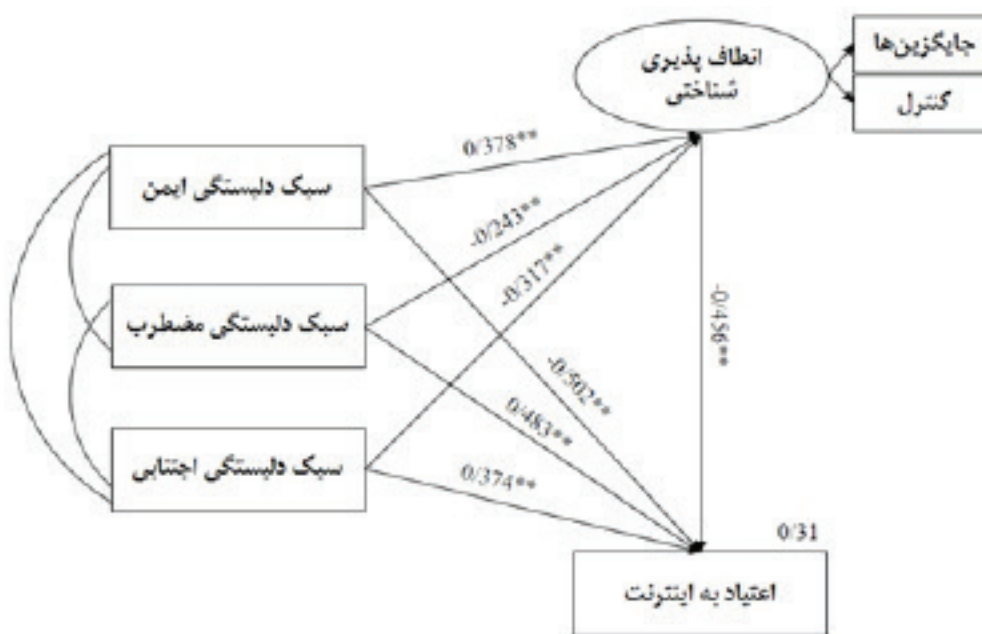 جایگزین‌ها
کنترل
انطاف پذیری
شناختی
0/378**
سبک دلبستگی ایمن
-0/243**
-0/317**
سبک دلبستگی مضطرب
-0/456**
-0/502**
0/483**
سبک دلبستگی اجتنابی
0/374**
0/31
اعتیاد به اینترنت